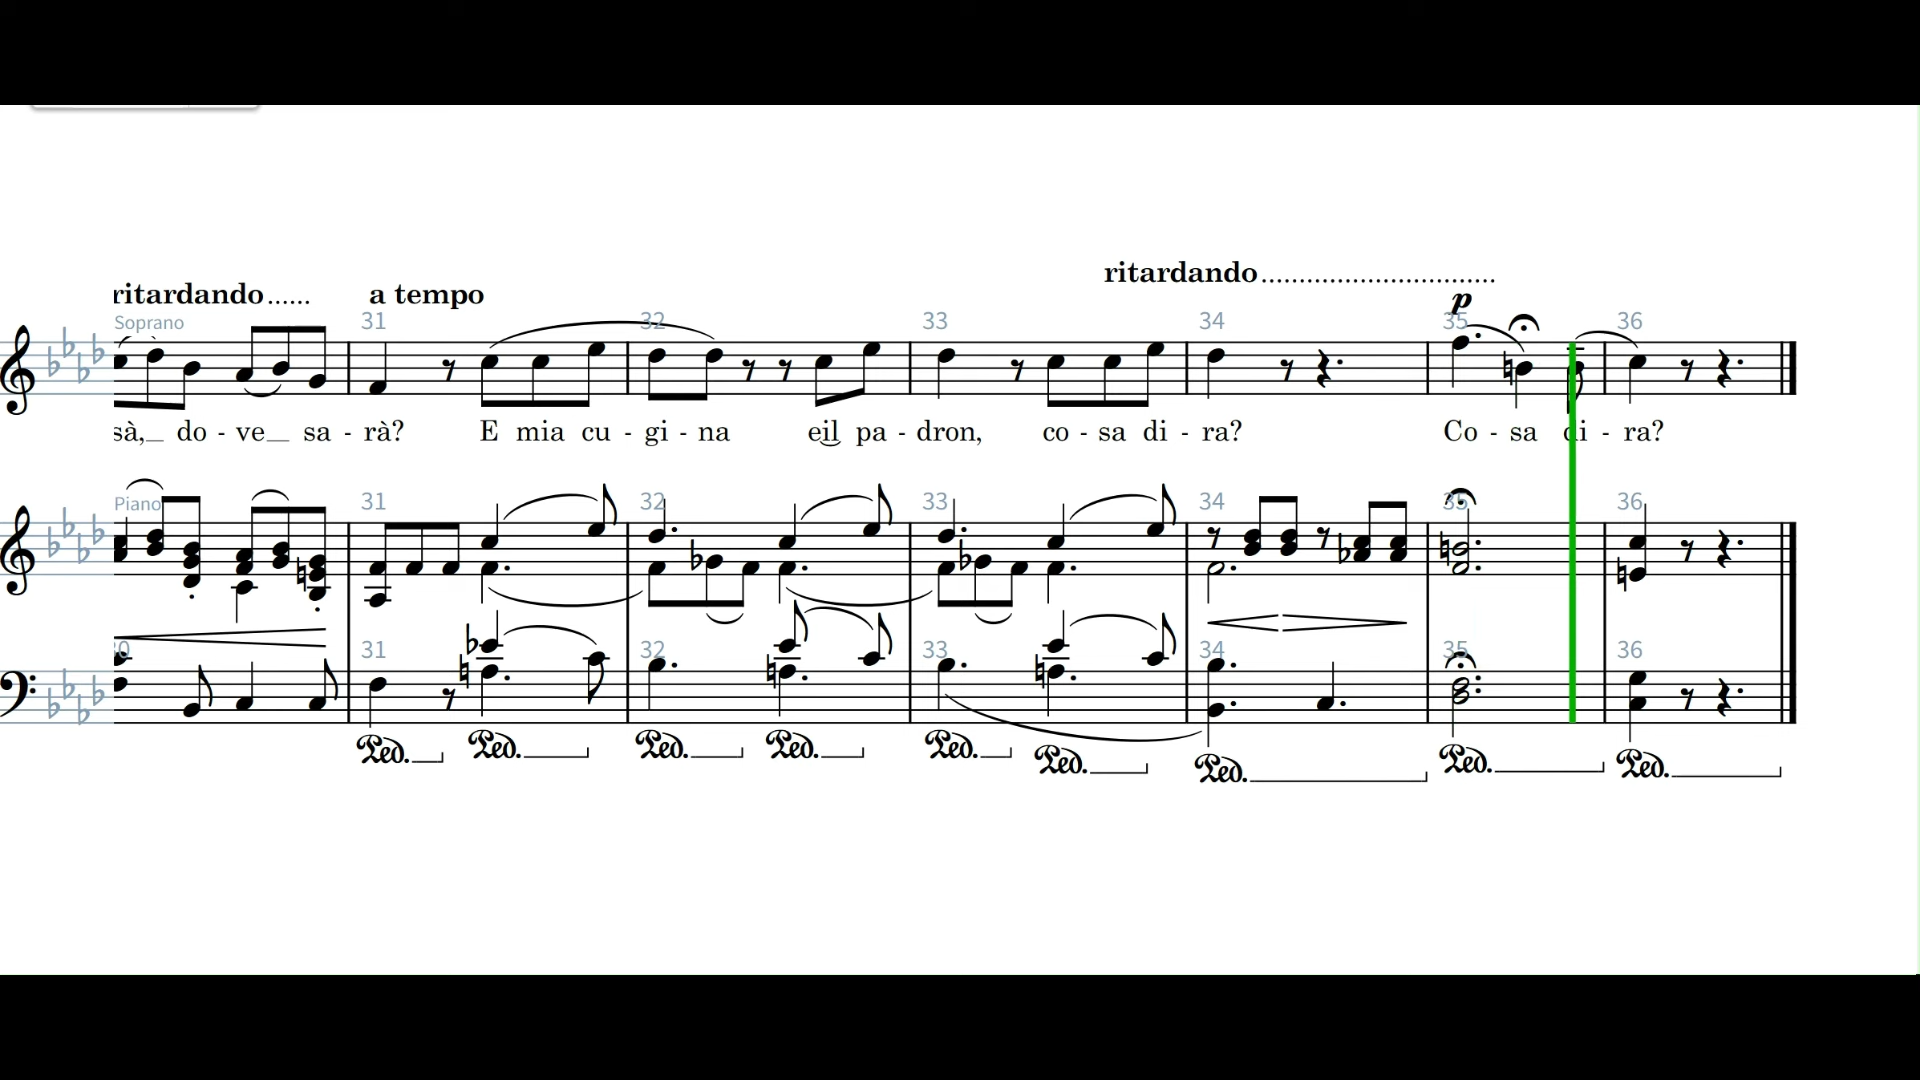 ritardando
ritardando...... a tempo
p
Soprano 31 32 33 34 35 36
sà,_ do - ve_ sa - rà? E mia cu - gi - na eil pa - dron, co - sa di - ra? Co - sa di - ra?
Piano 31 32 33 34 35 36
30 31 32 33 34 35 36
Ped. Ped. Ped. Ped. Ped. Ped. Ped. Ped. Ped.